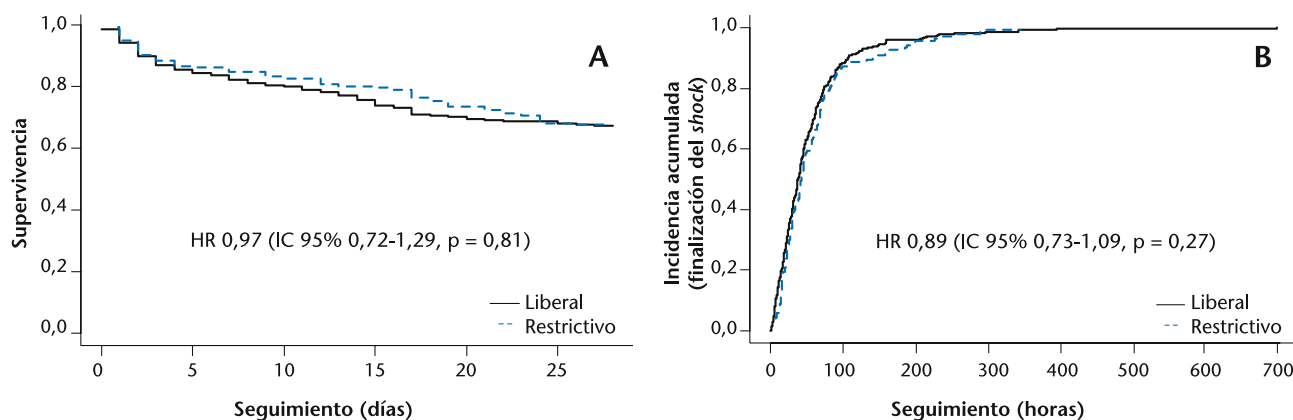 A
Supervivencia
1,0
0,8
0,6
0,4
0,2
0,0
HR 0,97 (IC 95% 0,72-1,29, p = 0,81)
Liberal
Restrictivo
0 5 10 15 20 25
Seguimiento (días)
B
Incidencia acumulada
(finalización del shock)
1,0
0,8
0,6
0,4
0,2
0,0
HR 0,89 (IC 95% 0,73-1,09, p = 0,27)
Liberal
Restrictivo
0 100 200 300 400 500 600 700
Seguimiento (horas)